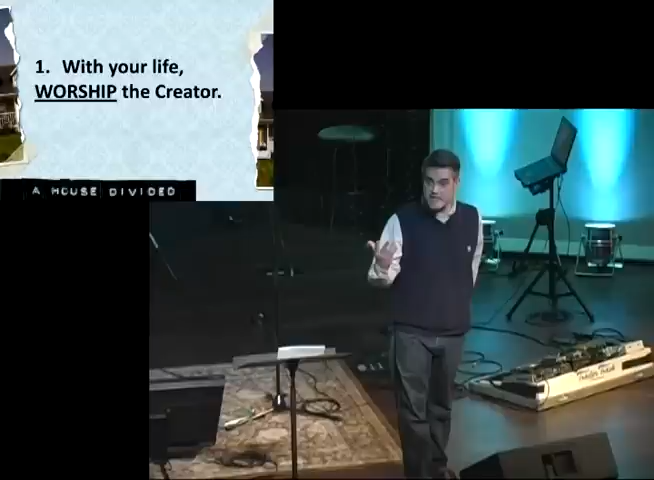 1. With your life,
WORSHIP the Creator.
A HOUSE DIVIDED